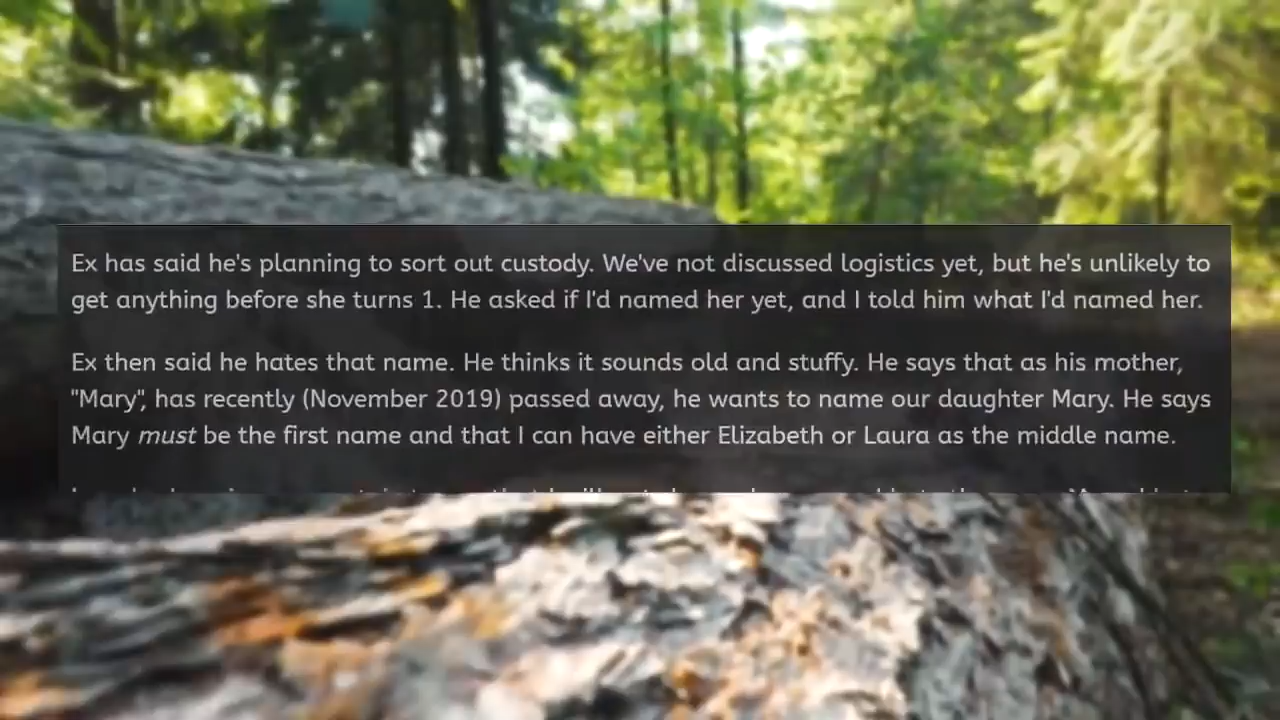 Ex has said he's planning to sort out custody. We've not discussed logistics yet, but he's unlikely to
get anything before she turns 1. He asked if I'd named her yet, and I told him what I'd named her.
Ex then said he hates that name. He thinks it sounds old and stuffy. He says that as his mother,
"Mary", has recently (November 2019) passed away, he wants to name our daughter Mary. He says
Mary must be the first name and that I can have either Elizabeth or Laura as the middle name.